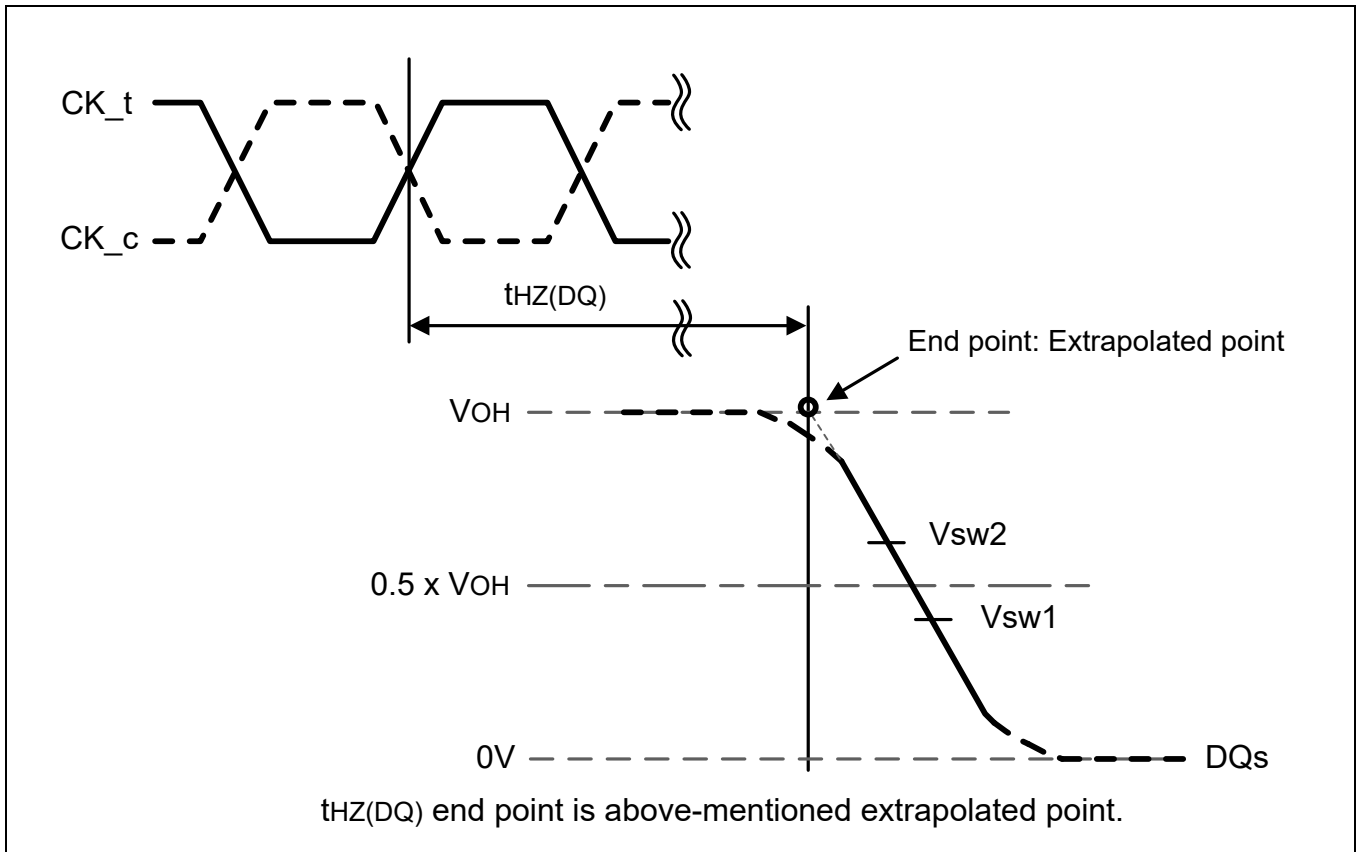 CK_t
CK_c
tHZ(DQ)
End point: Extrapolated point
VOH
Vsw2
0.5 x VOH
Vsw1
0V
DQs
tHZ(DQ) end point is above-mentioned extrapolated point.